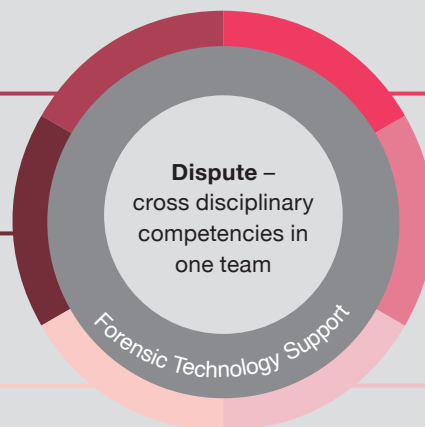 Dispute –
cross disciplinary
competencies in
one team
Forensic Technology Support